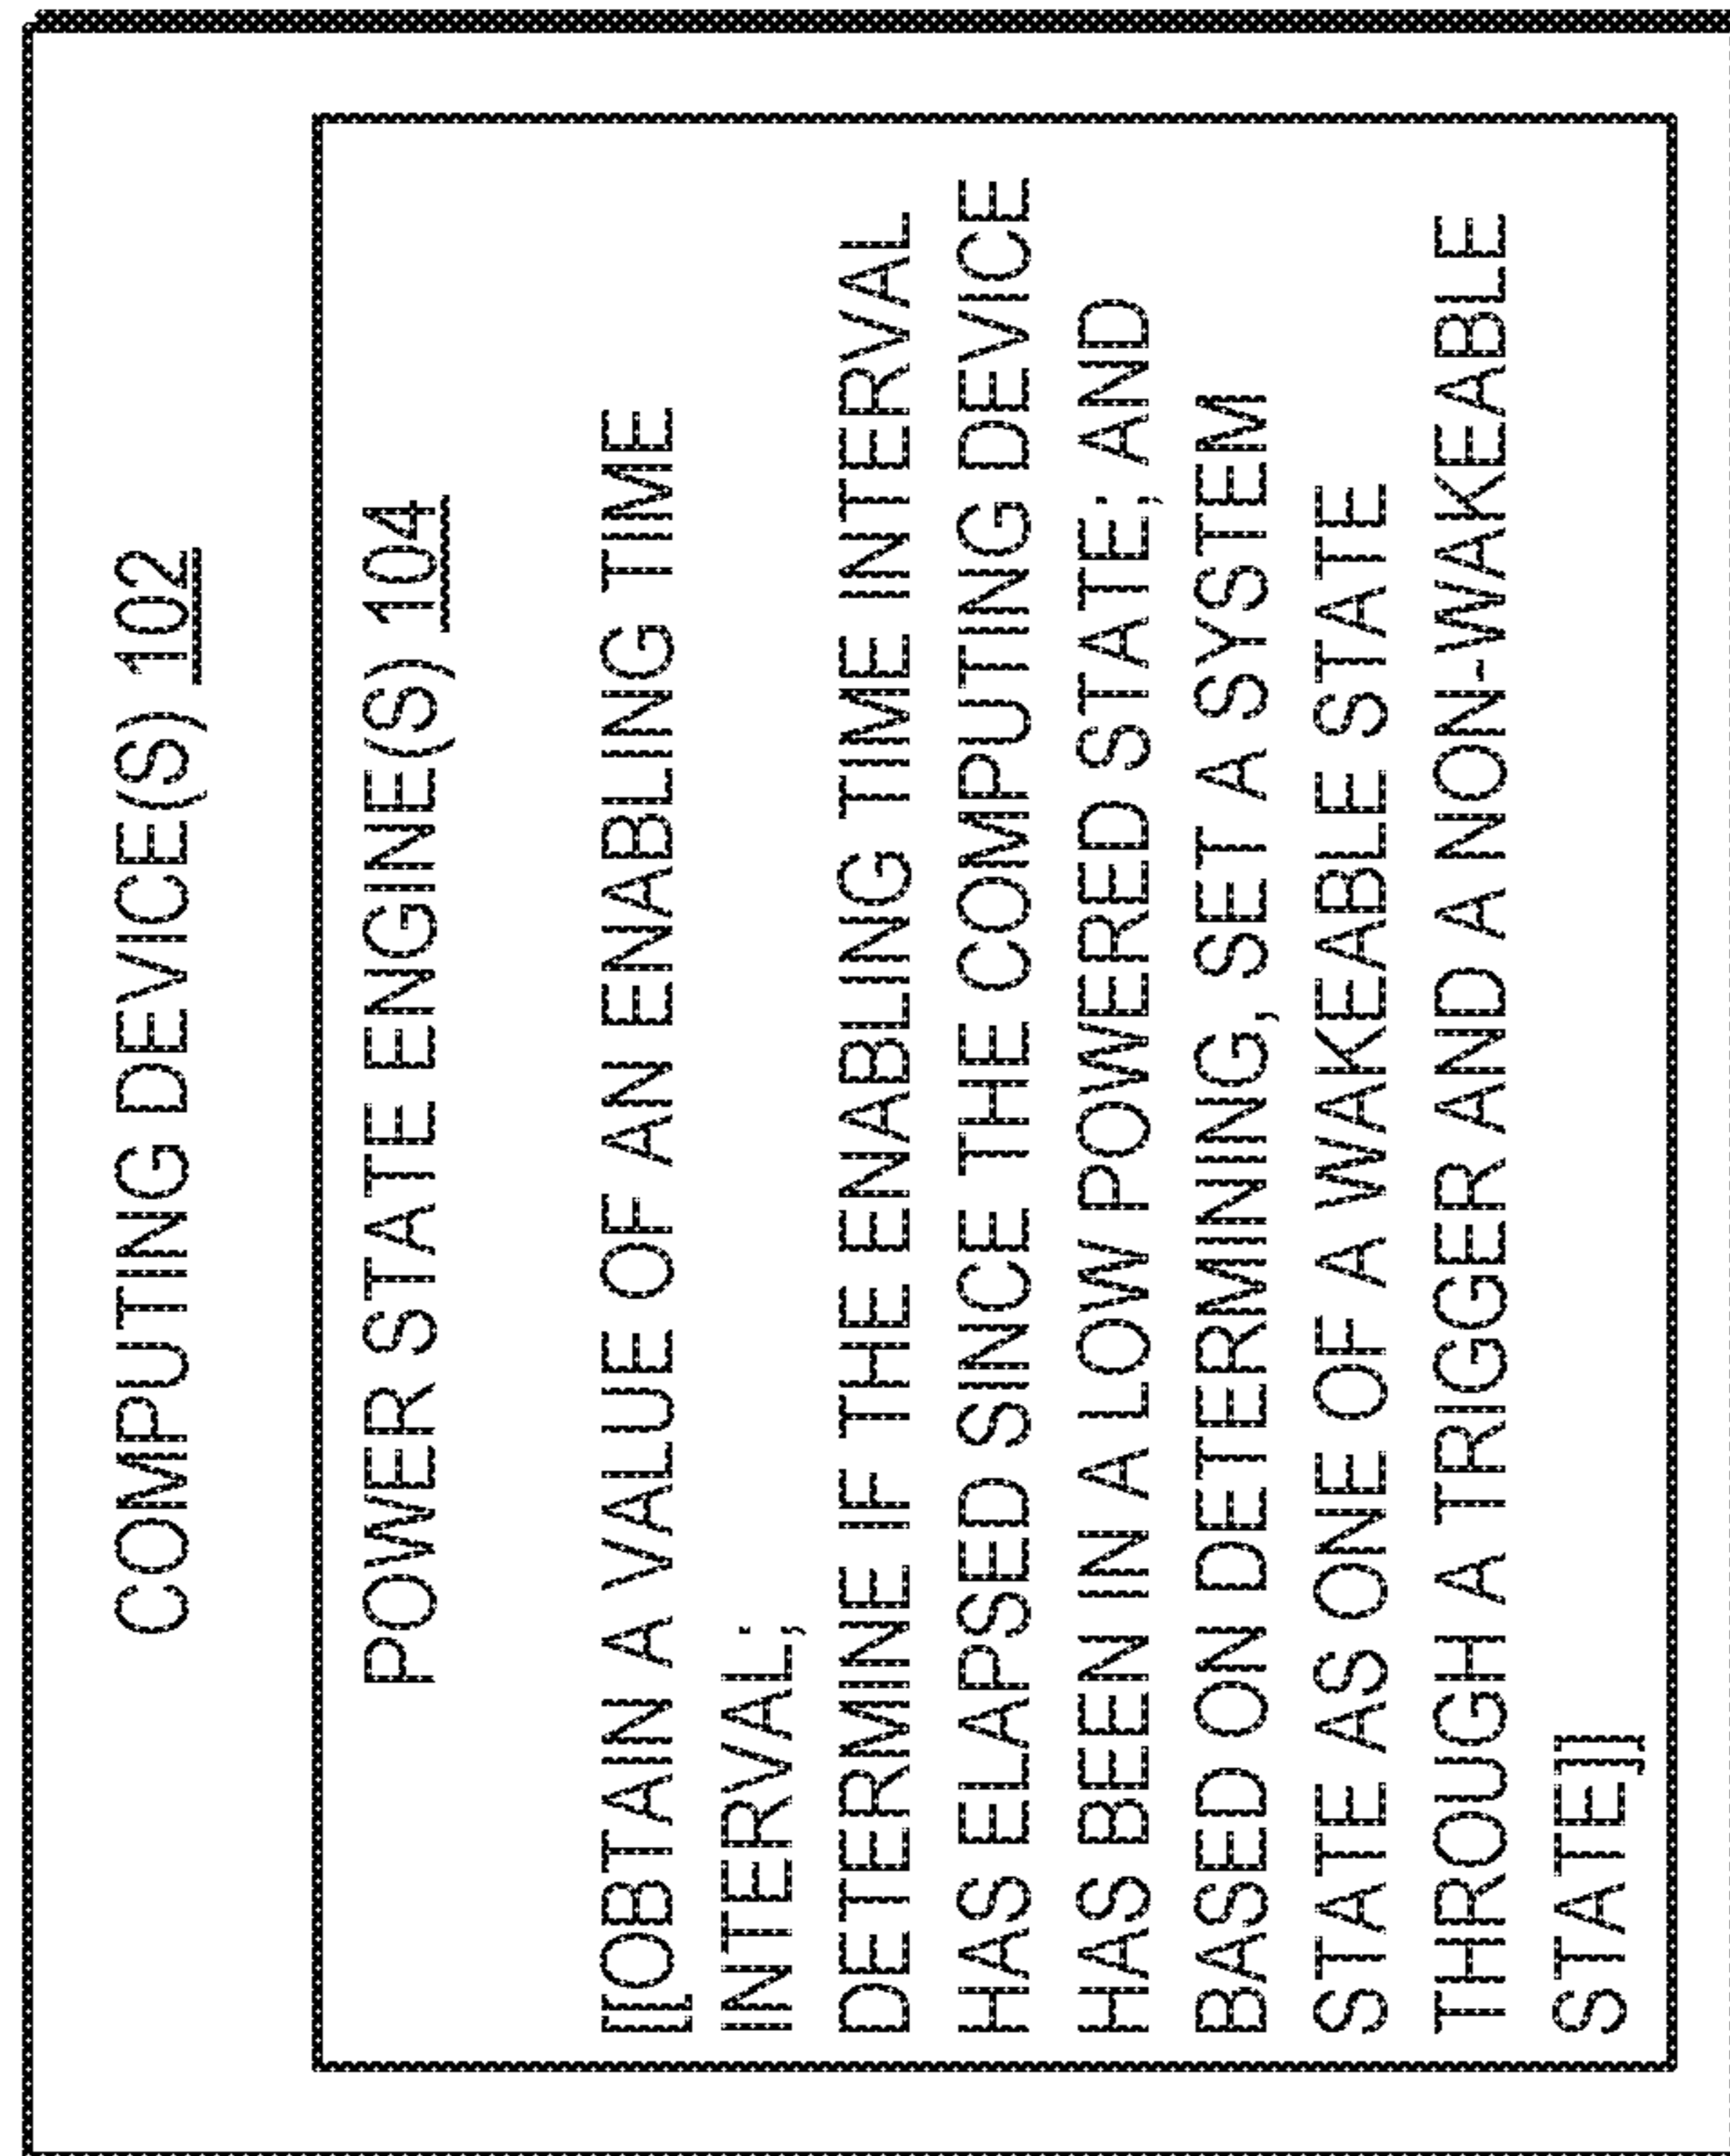 COMPUTING DEVICE(S) 102
POWER STATE ENGINE(S) 104
[[OBTAIN A VALUE OF AN ENABLING TIME
INTERVAL;
DETERMINE IF THE ENABLING TIME INTERVAL
HAS ELAPSED SINCE THE COMPUTING DEVICE
HAS BEEN IN A LOW POWERED STATE; AND
BASED ON DETERMINING, SET A SYSTEM
STATE AS ONE OF A WAKEABLE STATE
THROUGH A TRIGGER AND A NON-WAKEABLE
STATE]]